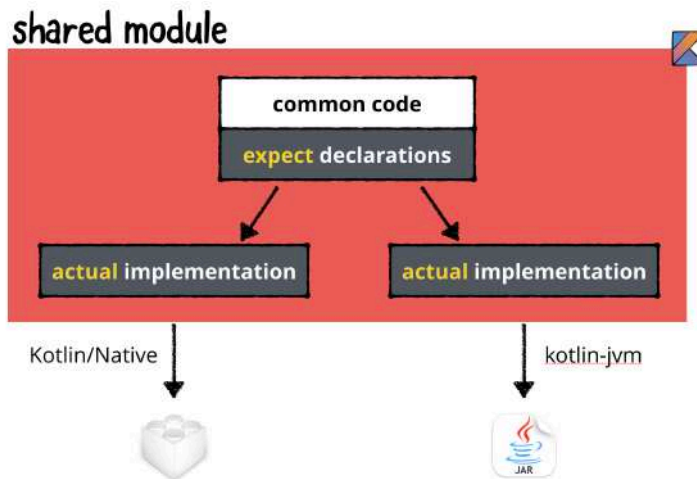 shared module
common code
expect declarations
actual implementation
actual implementation
Kotlin/Native
kotlin-jvm
JAR